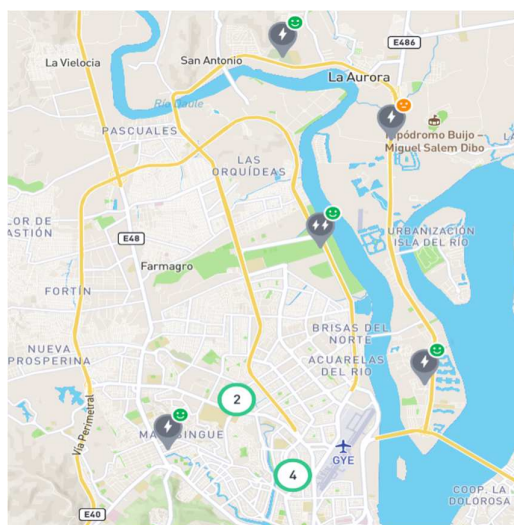 E486
La Vielocia
San Antonio
La Aurora
Río Daule
Hipódromo Buijo -
Miguel Salem Dibo
PASCUALES
LAS
ORQUÍDEAS
URBANIZACIÓN
ISLA DEL RÍO
E48
Farmagro
FORTÍN
BRISAS DEL
NORTE
ACUARELAS
DEL RÍO
NUEVA
PROSPERINA
2
Vía Perimetral
GYE
4
COOP. LA
DOLOROSA
E40